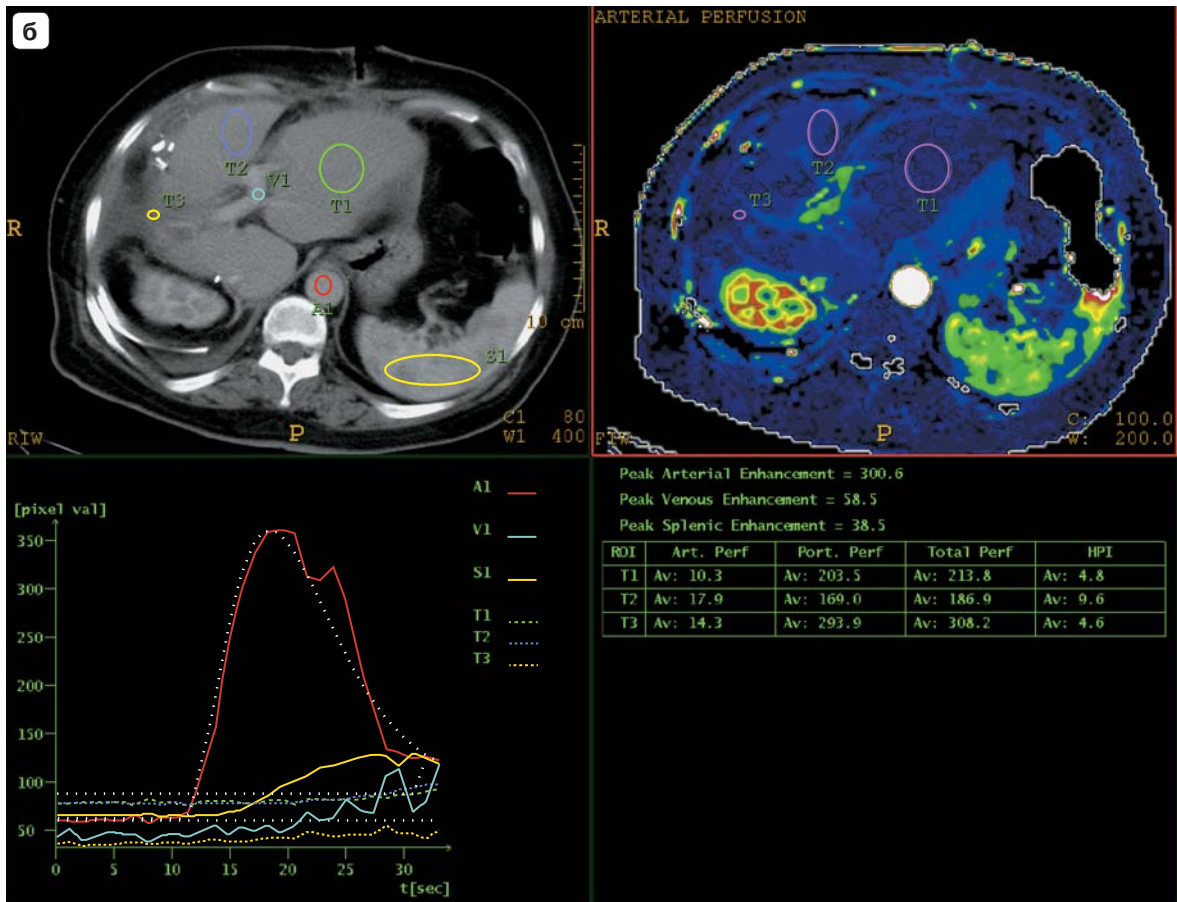 б
T2
V1
T1
T3
R
A1
10 cm
S1
C1 80
W1 400
P
RIW
ARTERIAL PERFUSION
T2
T3
T1
R
P
C: 100.0
W: 200.0
[pixel val]
350
300
250
200
150
100
50
0 5 10 15 20 25 30
t[sec]
A1
V1
S1
T1
T2
T3
Peak Arterial Enhancement = 300.6
Peak Venous Enhancement = 58.5
Peak Splenic Enhancement = 38.5
ROI Art. Perf Port. Perf Total Perf HPI
T1 Av: 10.3 Av: 203.5 Av: 213.8 Av: 4.8
T2 Av: 17.9 Av: 169.0 Av: 186.9 Av: 9.6
T3 Av: 14.3 Av: 293.9 Av: 308.2 Av: 4.6